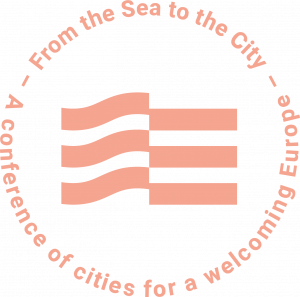 – From the Sea to the City –
A conference of cities for a welcoming Europe